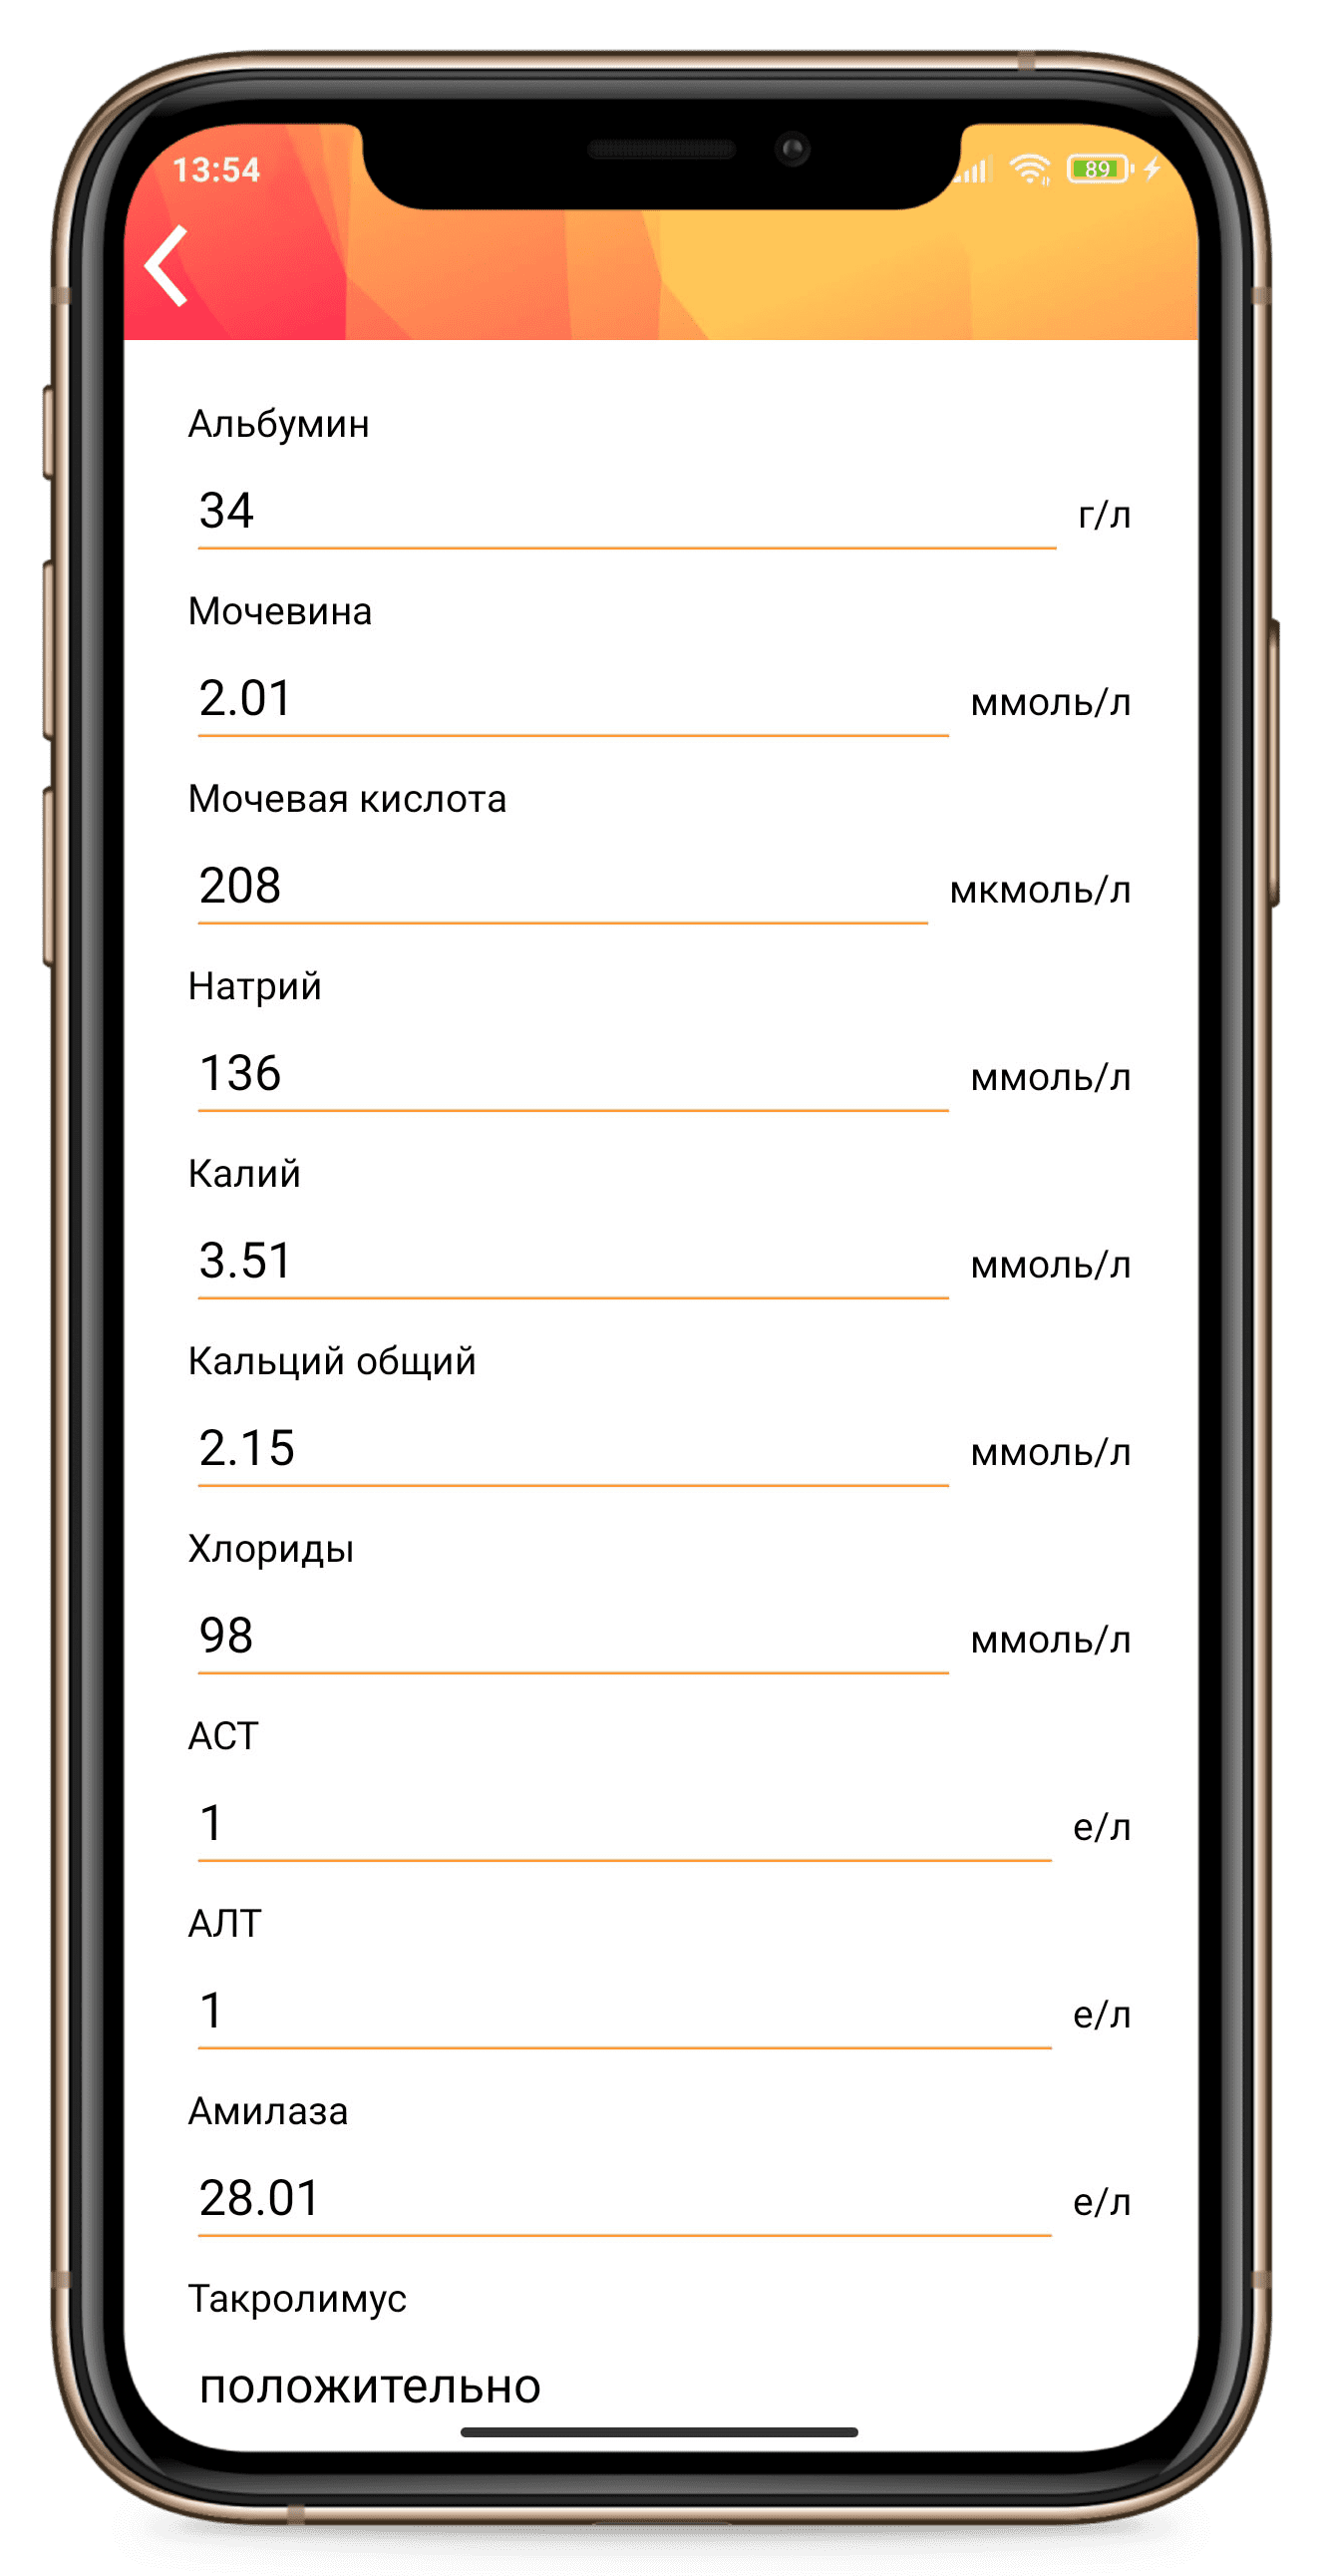 13:54
89
Альбумин
34 г/л
Мочевина
2.01 ммоль/л
Мочевая кислота
208 мкмоль/л
Натрий
136 ммоль/л
Калий
3.51 ммоль/л
Кальций общий
2.15 ммоль/л
Хлориды
98 ммоль/л
АСТ
1 е/л
АЛТ
1 е/л
Амилаза
28.01 е/л
Такролимус
положительно